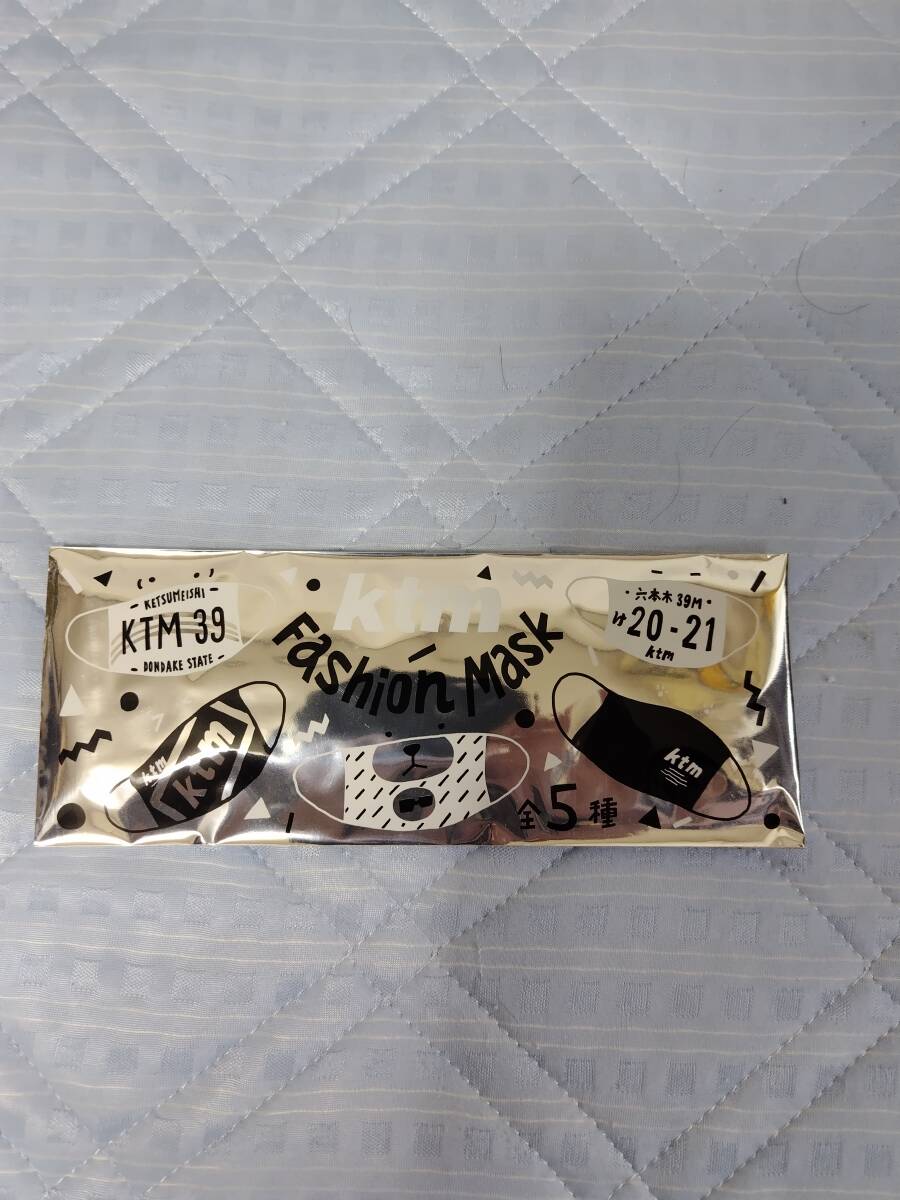 ktm
Fashion Mask
KETSUMEISHI
KTM 39
DONDAKE STATE
・六本木 39M・
け 20-21
ktm
ktm
ktm
ktm
全5種